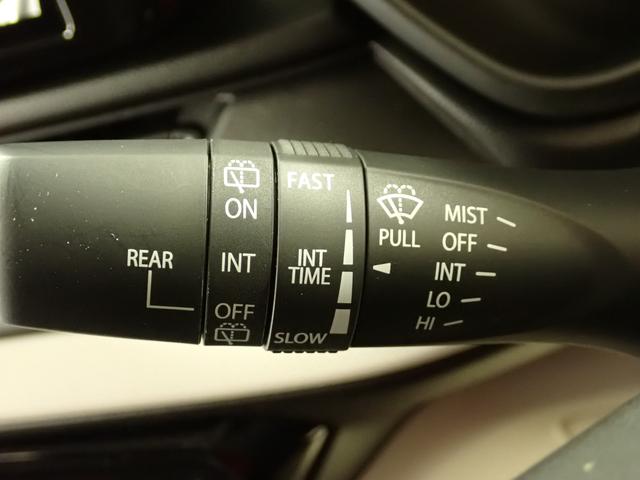 REAR
ON
INT
OFF
FAST
INT
TIME
SLOW
PULL
MIST
OFF
INT
LO
HI